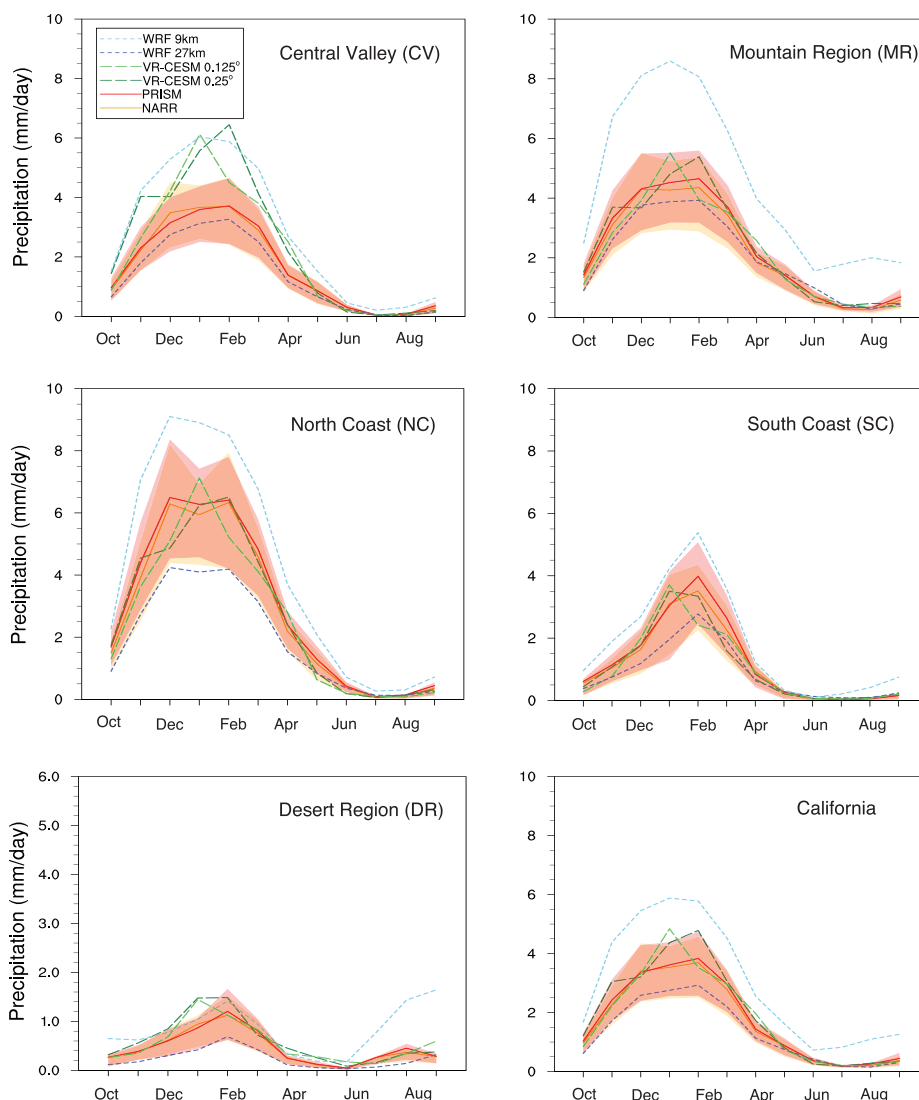 10
8
6
4
2
0
Precipitation (mm/day)
WRF 9km
WRF 27km
VR-CESM 0.125°
VR-CESM 0.25°
PRISM
NARR
Central Valley (CV)
Oct Dec Feb Apr Jun Aug
10
8
6
4
2
0
Mountain Region (MR)
Oct Dec Feb Apr Jun Aug
10
8
6
4
2
0
Precipitation (mm/day)
North Coast (NC)
Oct Dec Feb Apr Jun Aug
10
8
6
4
2
0
South Coast (SC)
Oct Dec Feb Apr Jun Aug
6.0
5.0
4.0
3.0
2.0
1.0
0.0
Precipitation (mm/day)
Desert Region (DR)
Oct Dec Feb Apr Jun Aug
10
8
6
4
2
0
California
Oct Dec Feb Apr Jun Aug